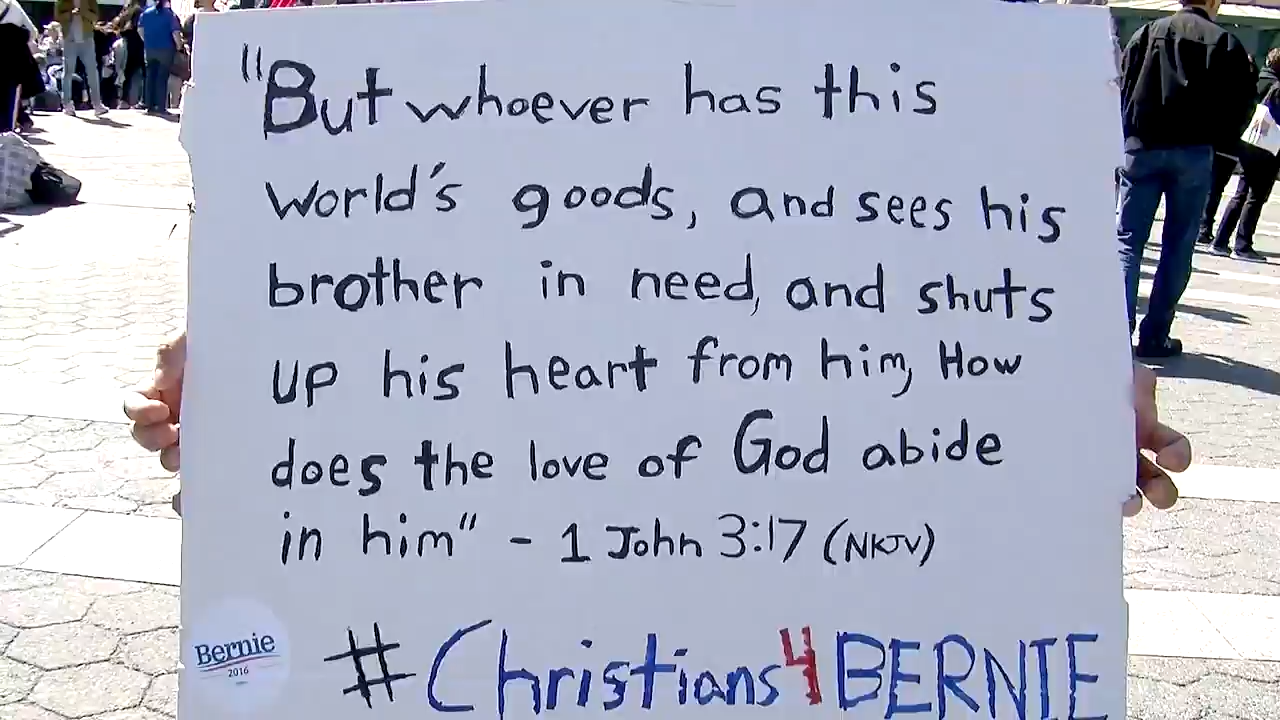 "But whoever has this
World's goods, and sees his
brother in need, and shuts
up his heart from him, How
does the love of God abide
in him" - 1 John 3:17 (NKJV)
Bernie
2016
#Christians4BERNIE